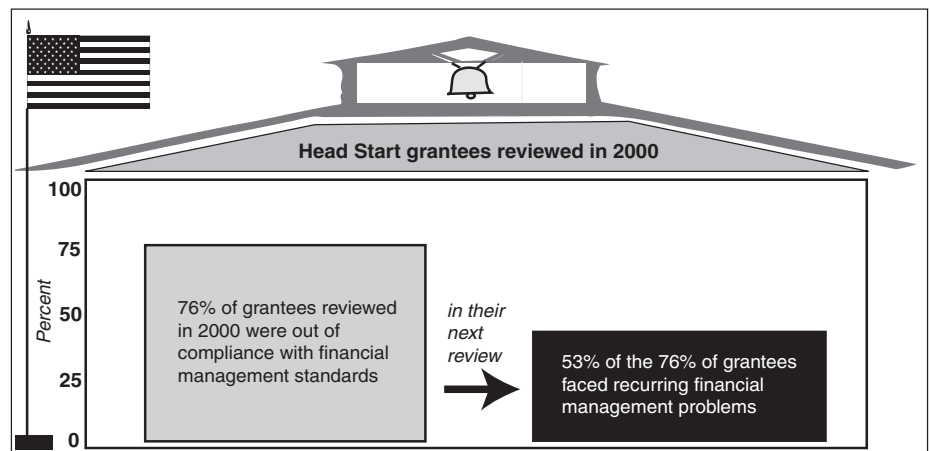 Head Start grantees reviewed in 2000
100
75
50
25
0
Percent
76% of grantees reviewed
in 2000 were out of
compliance with financial
management standards
in their
next
review
53% of the 76% of grantees
faced recurring financial
management problems